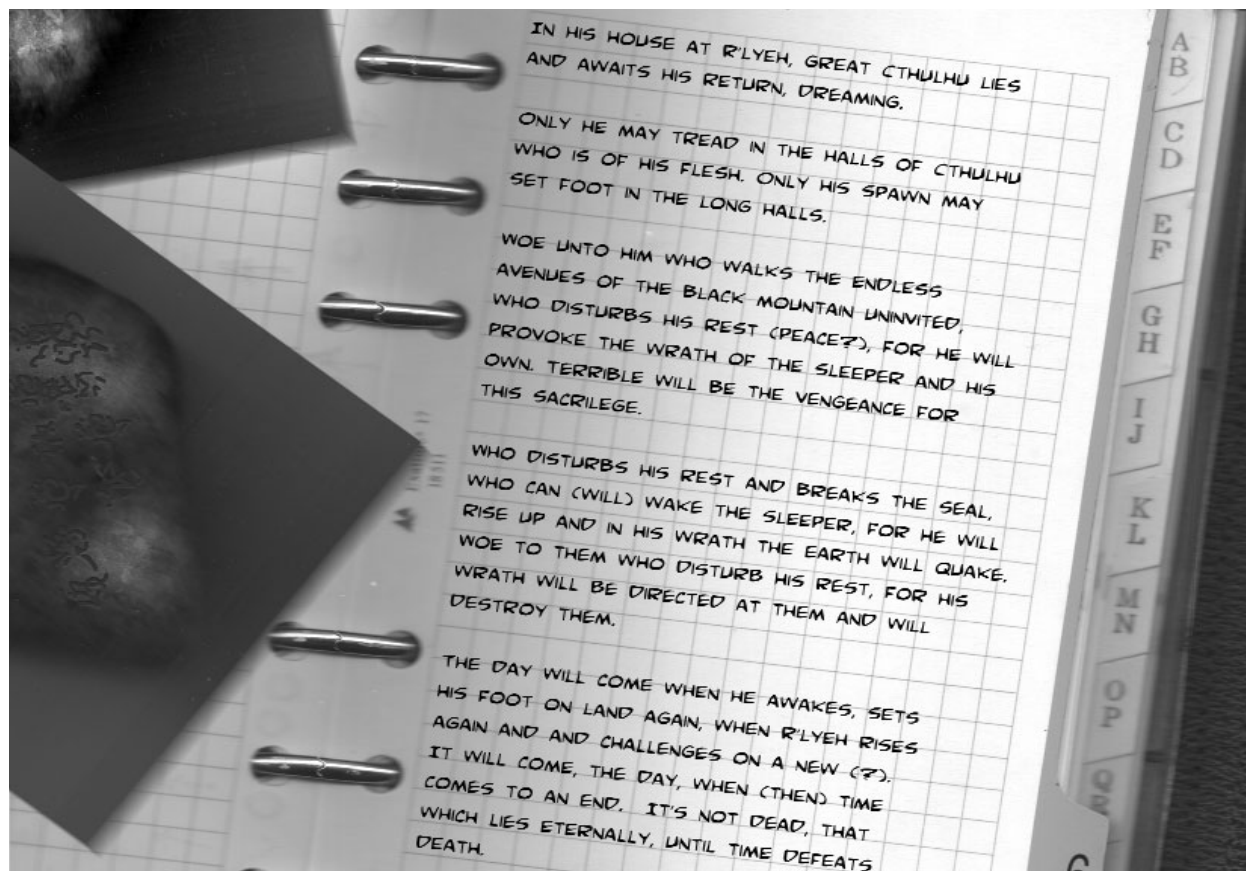 IN HIS HOUSE AT R'LYEH, GREAT CTHULHU LIES
AND AWAITS HIS RETURN, DREAMING.
ONLY HE MAY TREAD IN THE HALLS OF CTHULHU
WHO IS OF HIS FLESH. ONLY HIS SPAWN MAY
SET FOOT IN THE LONG HALLS.
WOE UNTO HIM WHO WALKS THE ENDLESS
AVENUES OF THE BLACK MOUNTAIN UNINVITED,
WHO DISTURBS HIS REST (PEACE?), FOR HE WILL
PROVOKE THE WRATH OF THE SLEEPER AND HIS
OWN. TERRIBLE WILL BE THE VENGEANCE FOR
THIS SACRILEGE.
WHO DISTURBS HIS REST AND BREAKS THE SEAL,
WHO CAN (WILL) WAKE THE SLEEPER, FOR HE WILL
RISE UP AND IN HIS WRATH THE EARTH WILL QUAKE.
WOE TO THEM WHO DISTURB HIS REST, FOR HIS
WRATH WILL BE DIRECTED AT THEM AND WILL
DESTROY THEM.
THE DAY WILL COME WHEN HE AWAKES, SETS
HIS FOOT ON LAND AGAIN, WHEN R'LYEH RISES
AGAIN AND AND CHALLENGES ON A NEW (?).
IT WILL COME, THE DAY, WHEN (THEN) TIME
COMES TO AN END. IT'S NOT DEAD, THAT
WHICH LIES ETERNALLY, UNTIL TIME DEFEATS
DEATH.
A
B
C
D
E
F
G
H
I
J
K
L
M
N
O
P
Q